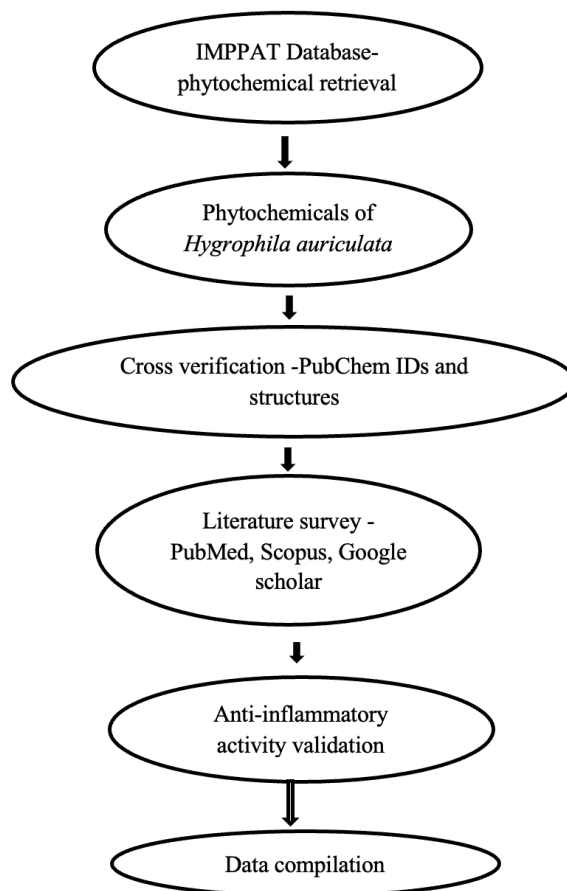 IMPPAT Database-
phytochemical retrieval
Phytochemicals of
Hygrophila auriculata
Cross verification -PubChem IDs and
structures
Literature survey -
PubMed, Scopus, Google
scholar
Anti-inflammatory
activity validation
Data compilation